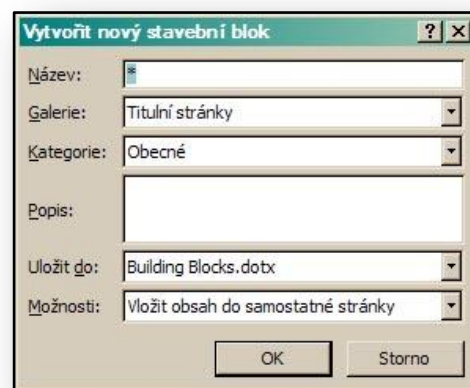 Vytvořit nový stavební blok ? ×
Název: *
Galerie: Titulní stránky
Kategorie: Obecné
Popis:
Uložit do: Building Blocks.dotx
Možnosti: Vložit obsah do samostatné stránky
OK Storno